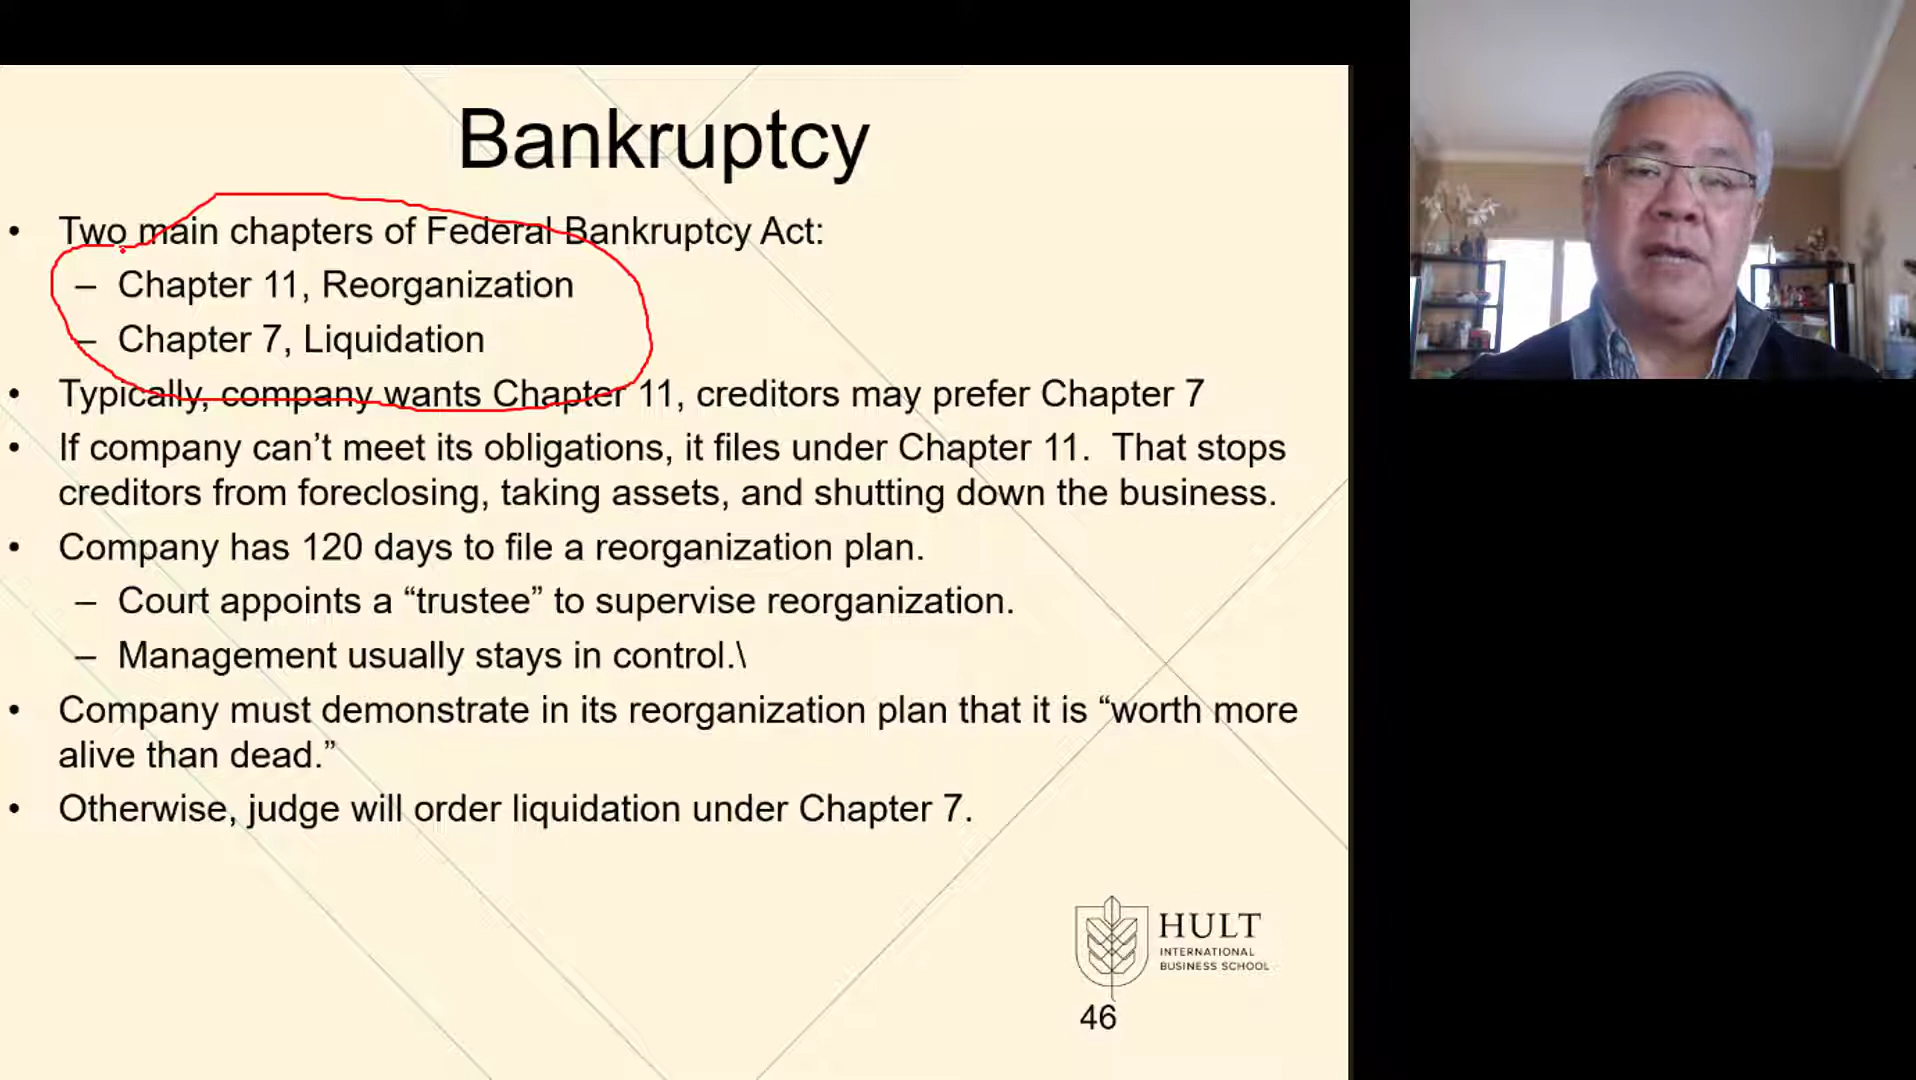 Bankruptcy
• Two main chapters of Federal Bankruptcy Act:
– Chapter 11, Reorganization
– Chapter 7, Liquidation
• Typically, company wants Chapter 11, creditors may prefer Chapter 7
• If company can’t meet its obligations, it files under Chapter 11.  That stops
creditors from foreclosing, taking assets, and shutting down the business.
• Company has 120 days to file a reorganization plan.
– Court appoints a “trustee” to supervise reorganization.
– Management usually stays in control.\
• Company must demonstrate in its reorganization plan that it is “worth more
alive than dead.”
• Otherwise, judge will order liquidation under Chapter 7.
HULT
INTERNATIONAL
BUSINESS SCHOOL
46